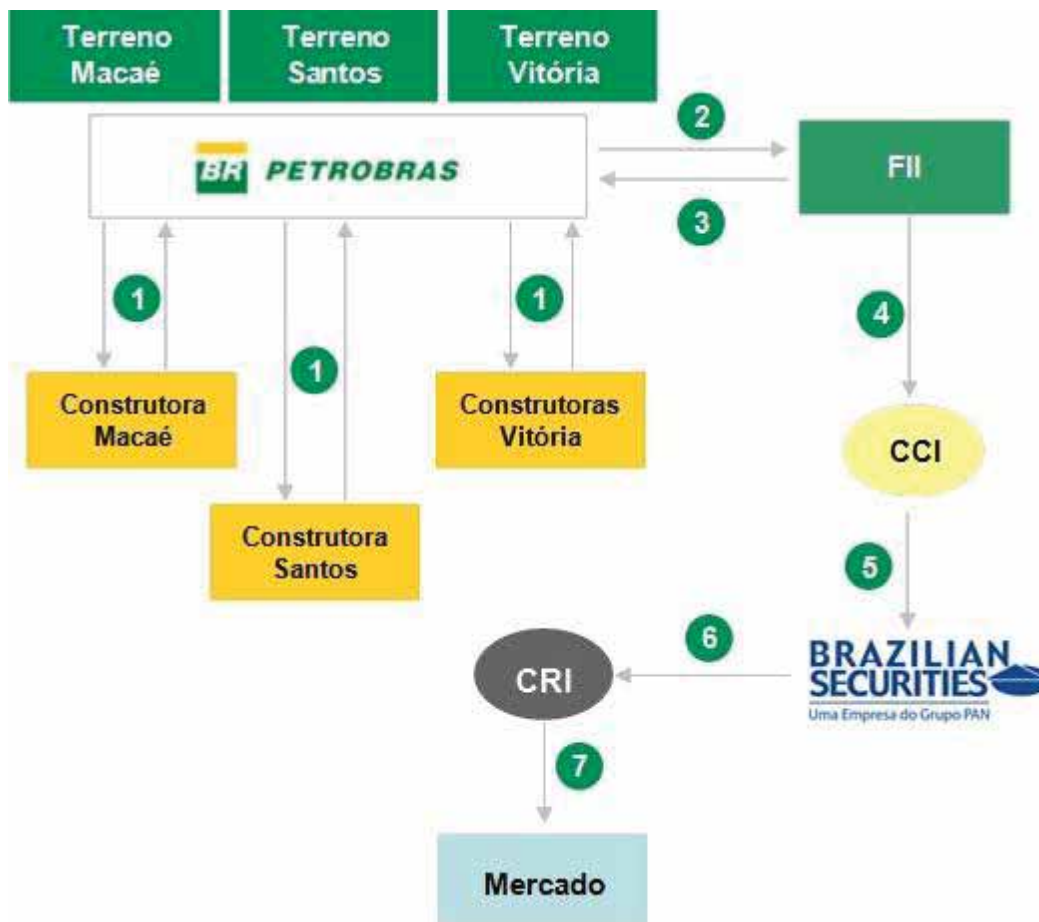 Terreno
Macaé
Terreno
Santos
Terreno
Vitória
BR PETROBRAS
2
FII
3
1
1
1
4
Construtora
Macaé
Construtoras
Vitória
CCI
Construtora
Santos
5
6
BRAZILIAN
SECURITIES
Uma Empresa do Grupo PAN
CRI
7
Mercado